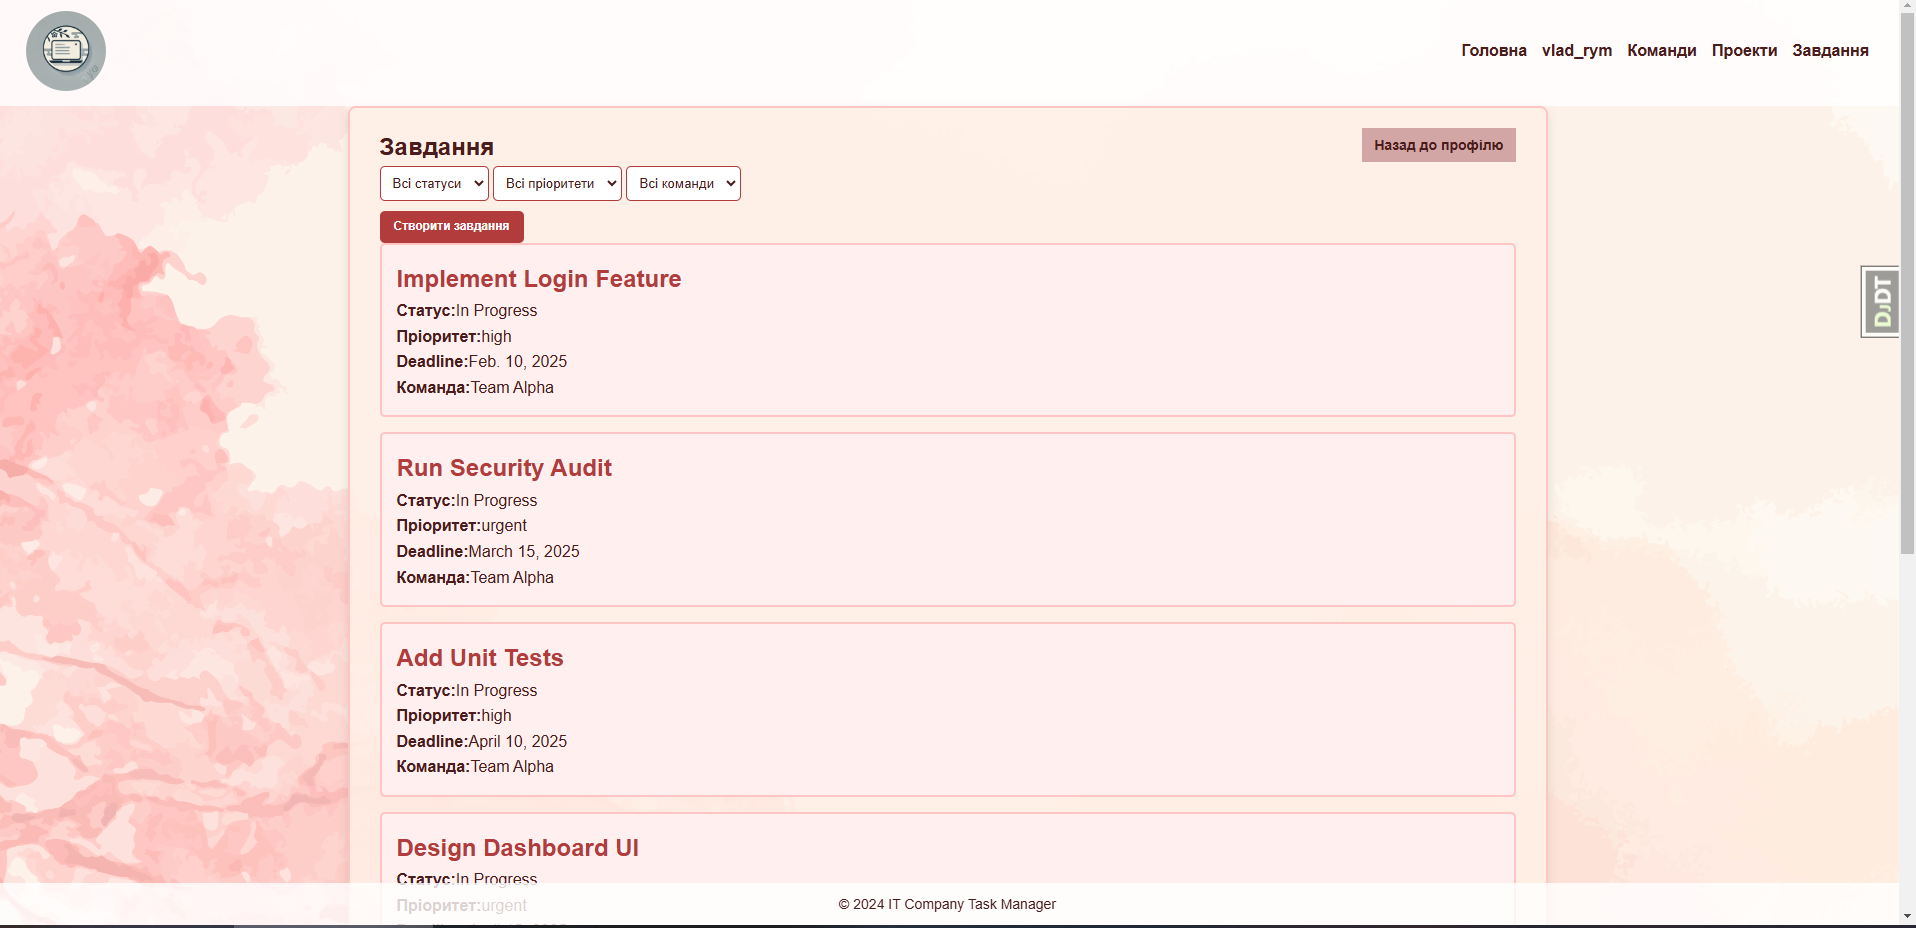 Головна vlad_rym Команди Проекти Завдання
Завдання
Назад до профілю
Всі статуси Всі пріоритети Всі команди
Створити завдання
Implement Login Feature
Статус:In Progress
Пріоритет:high
Deadline:Feb. 10, 2025
Команда:Team Alpha
Run Security Audit
Статус:In Progress
Пріоритет:urgent
Deadline:March 15, 2025
Команда:Team Alpha
Add Unit Tests
Статус:In Progress
Пріоритет:high
Deadline:April 10, 2025
Команда:Team Alpha
Design Dashboard UI
Статус:In Progress
Пріоритет:urgent
© 2024 IT Company Task Manager
DJDT